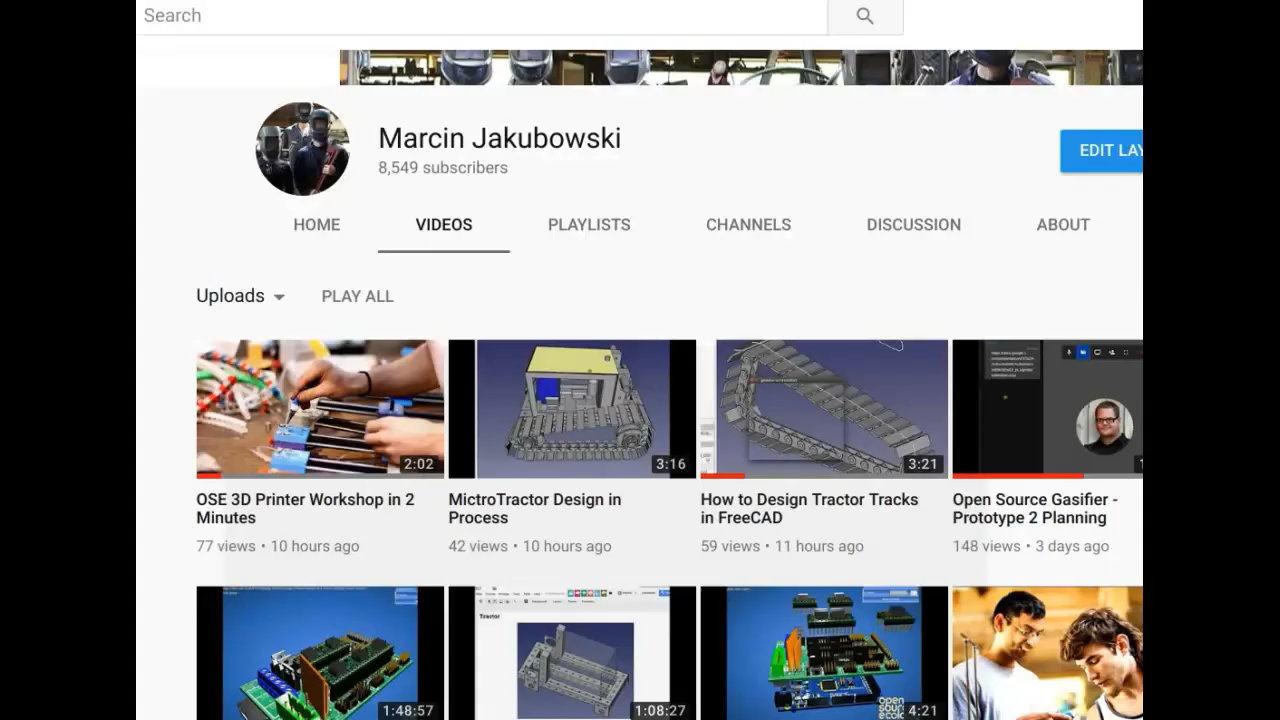 Search
Marcin Jakubowski
8,549 subscribers
EDIT LAY
HOME VIDEOS PLAYLISTS CHANNELS DISCUSSION ABOUT
Uploads PLAY ALL
2:02 3:16 3:21
OSE 3D Printer Workshop in 2
Minutes
MictroTractor Design in
Process
How to Design Tractor Tracks
in FreeCAD
Open Source Gasifier -
Prototype 2 Planning
77 views • 10 hours ago
42 views • 10 hours ago
59 views • 11 hours ago
148 views • 3 days ago
Tractor
1:48:57 1:08:27 4:21